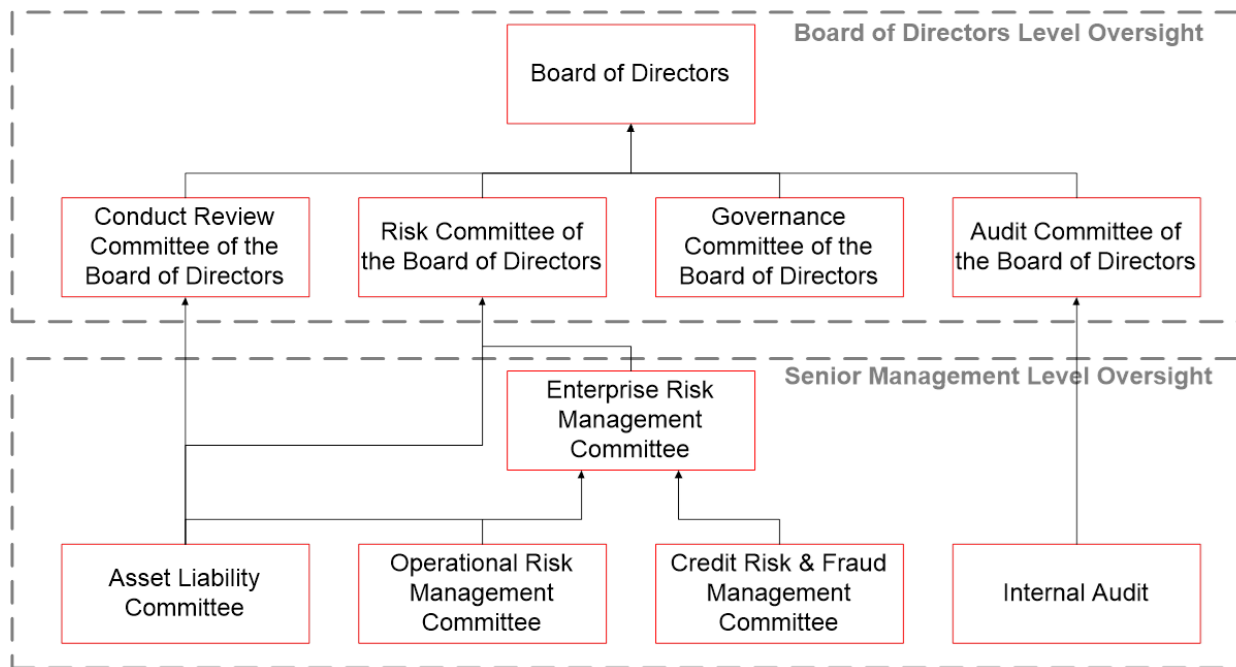 Board of Directors Level Oversight
Board of Directors
Conduct Review
Committee of the
Board of Directors
Risk Committee of
the Board of Directors
Governance
Committee of the
Board of Directors
Audit Committee of
the Board of Directors
Senior Management Level Oversight
Enterprise Risk
Management
Committee
Asset Liability
Committee
Operational Risk
Management
Committee
Credit Risk & Fraud
Management
Committee
Internal Audit